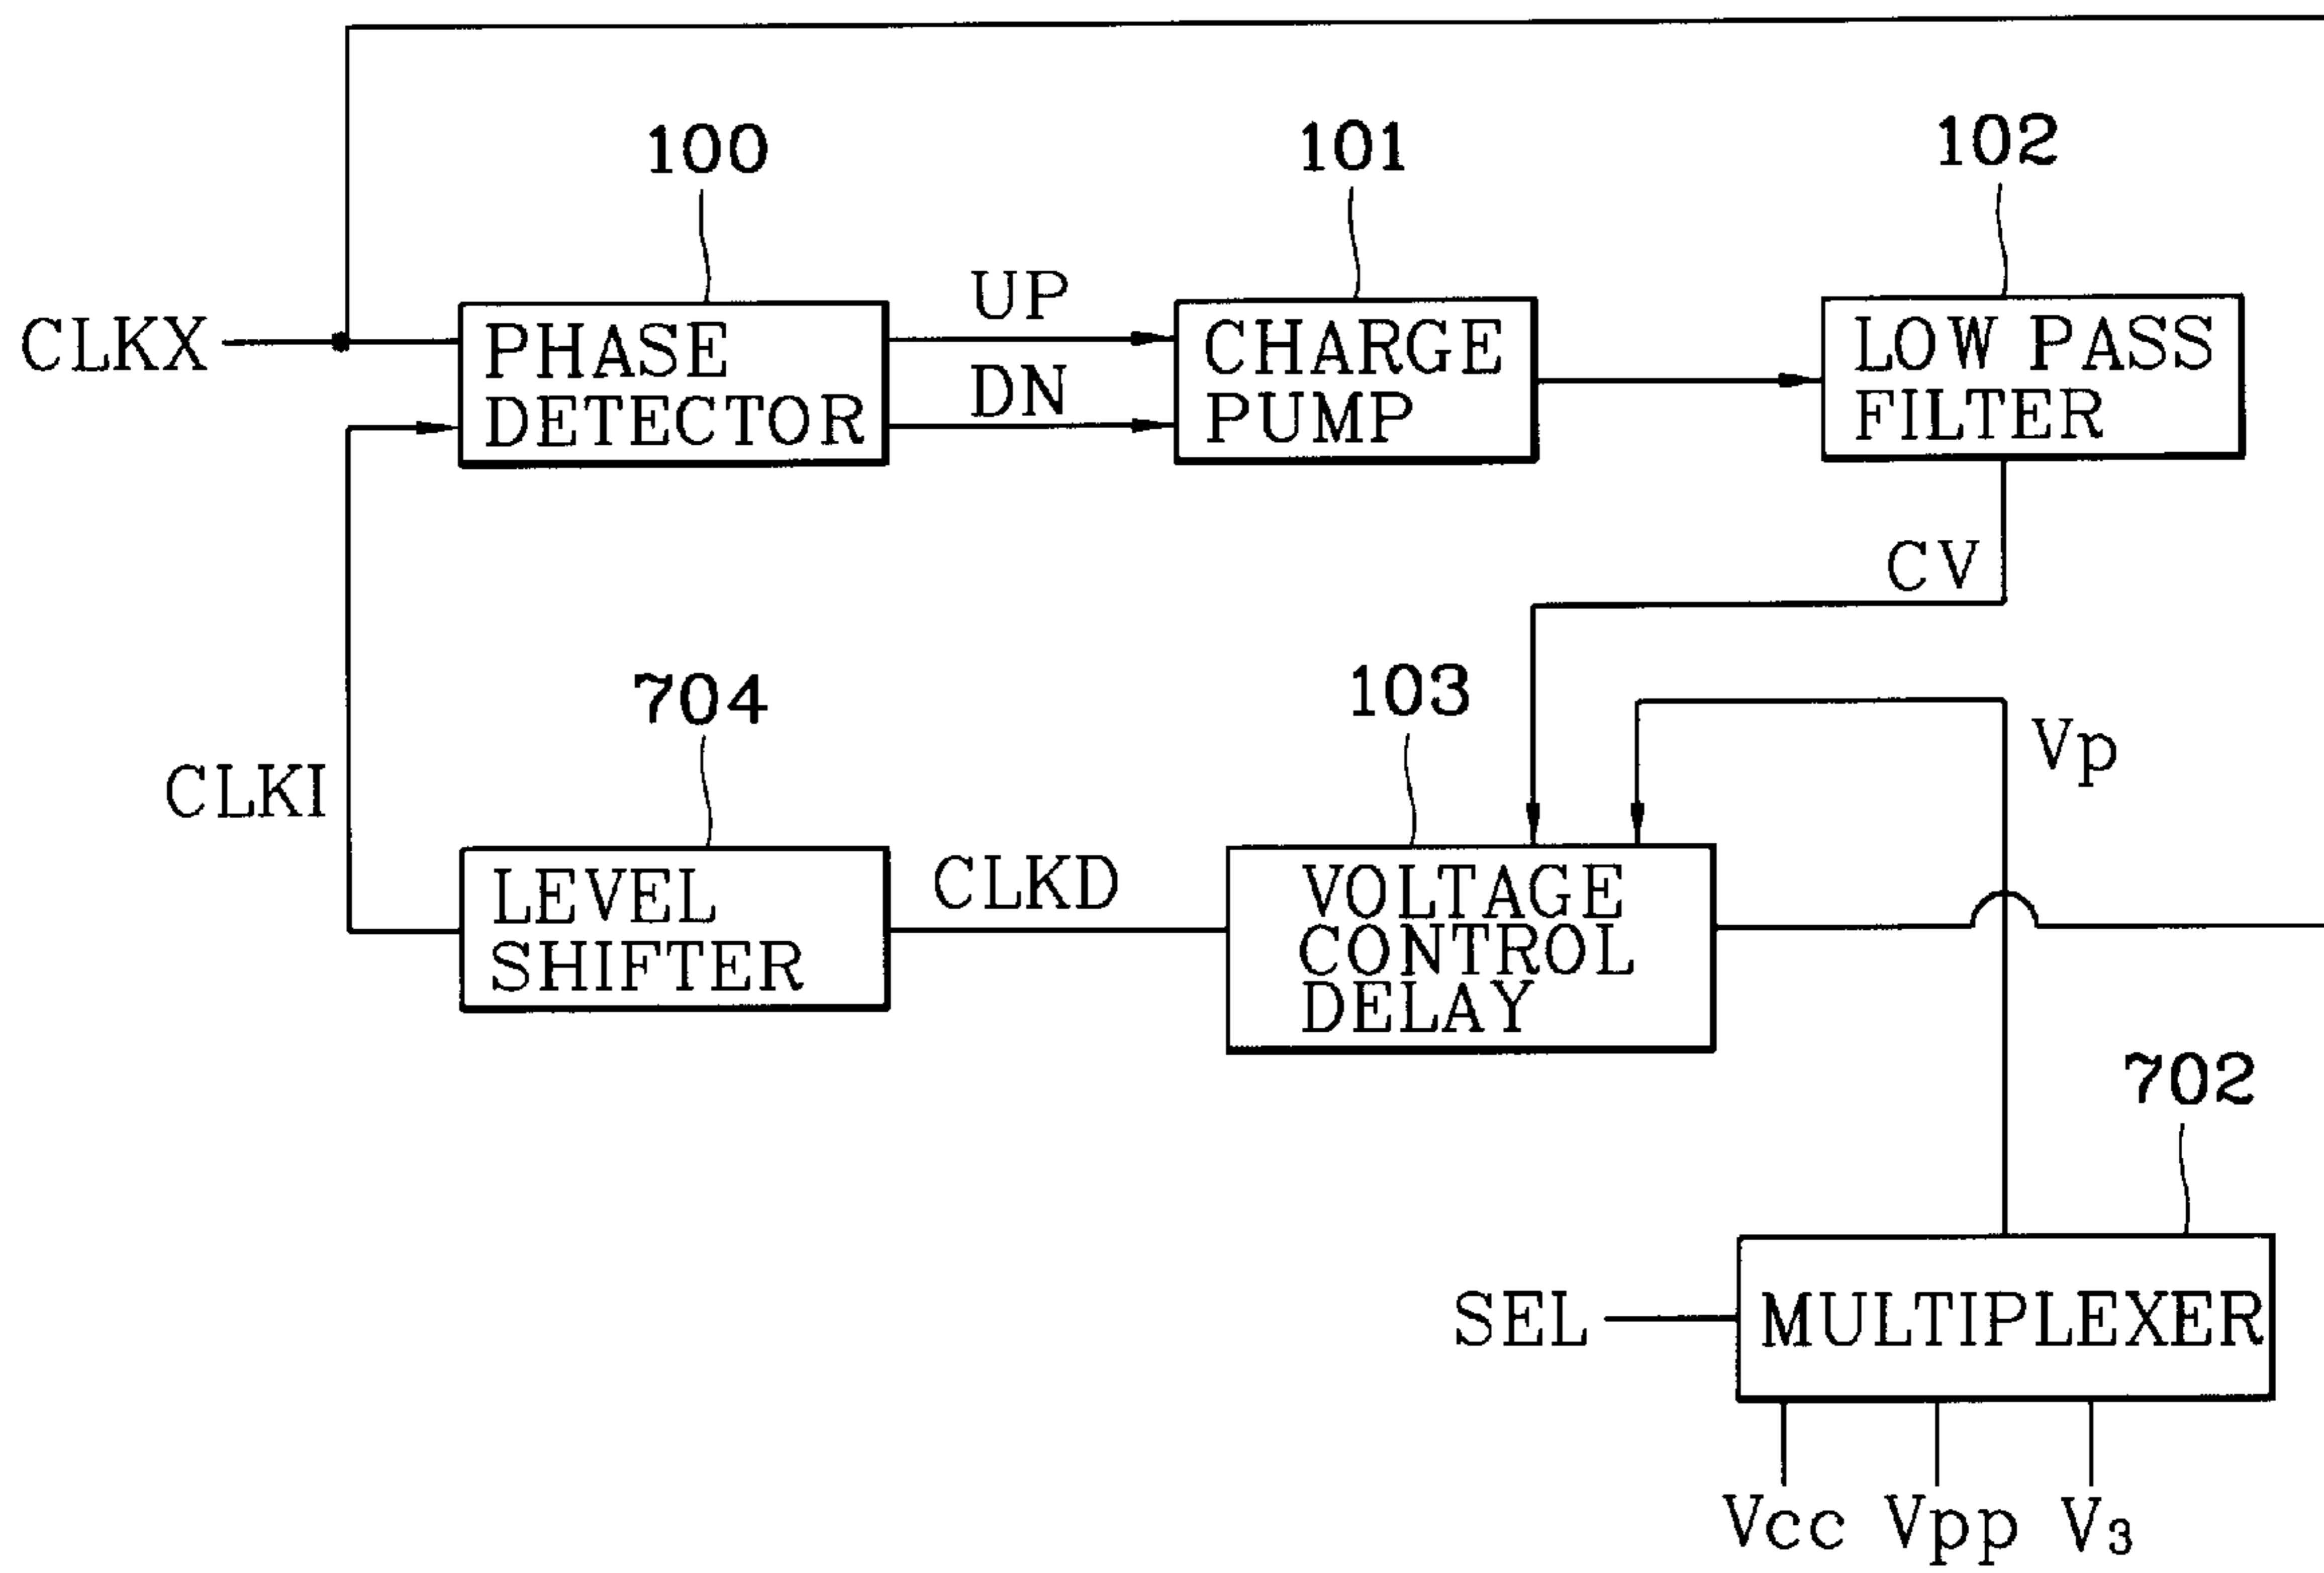 100
101
102
CLKX
PHASE
DETECTOR
UP
DN
CHARGE
PUMP
LOW PASS
FILTER
CV
704
103
Vp
CLKI
LEVEL
SHIFTER
CLKD
VOLTAGE
CONTROL
DELAY
702
SEL
MULTIPLEXER
Vcc Vpp V3